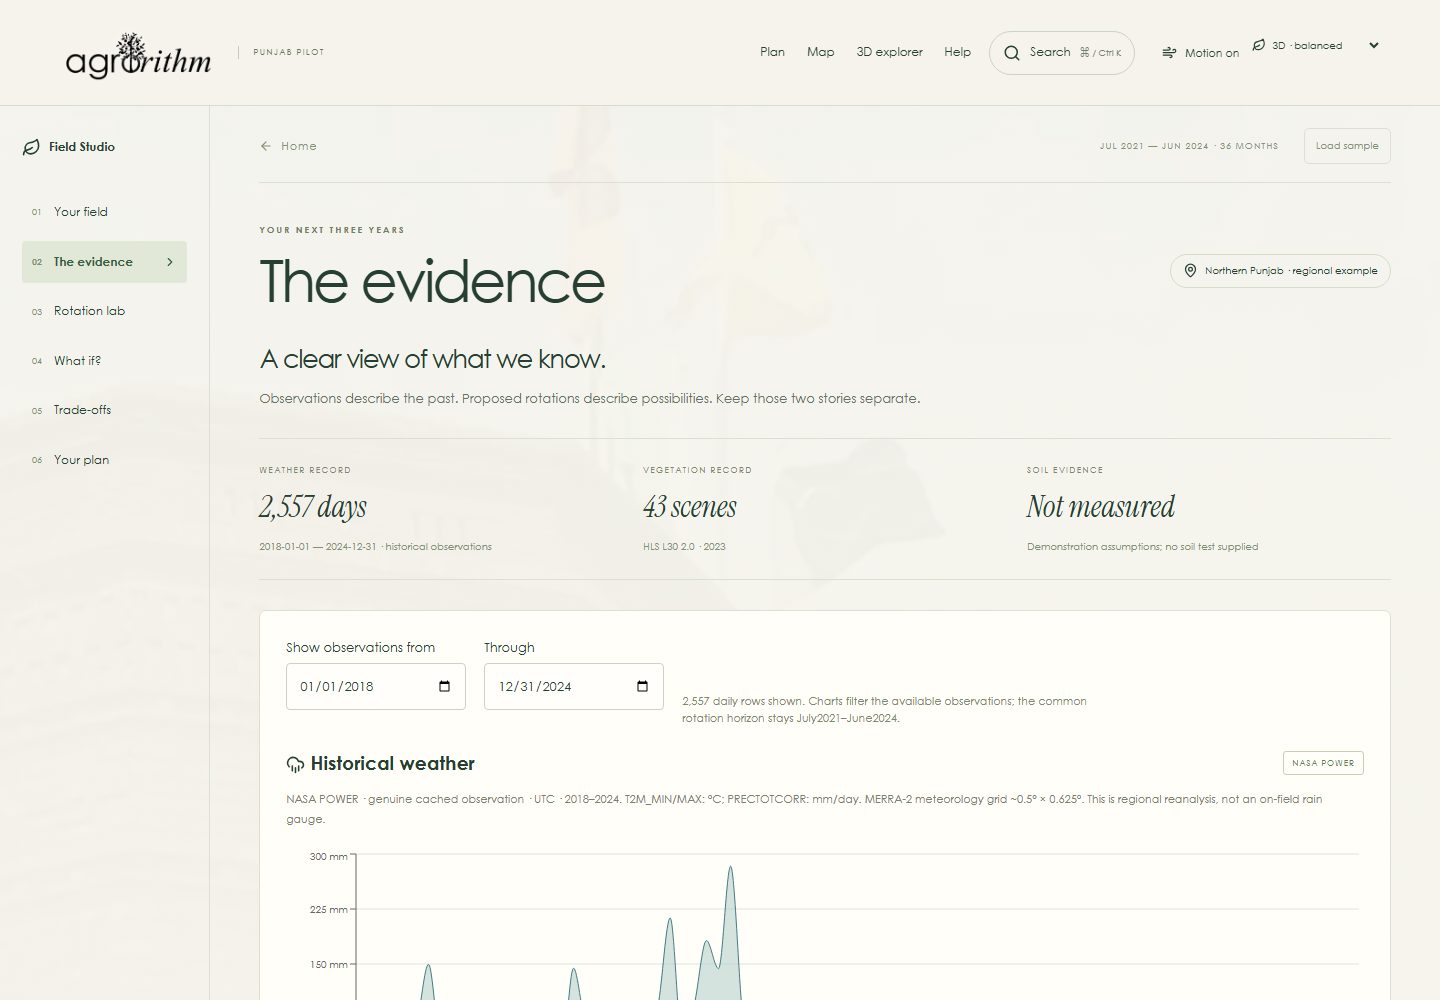 agrorithm
PUNJAB PILOT
Plan
Map
3D explorer
Help
Search ⌘ / Ctrl K
Motion on
3D · balanced
Field Studio
01 Your field
02 The evidence
03 Rotation lab
04 What if?
05 Trade-offs
06 Your plan
← Home
JUL 2021 — JUN 2024 · 36 MONTHS
Load sample
YOUR NEXT THREE YEARS
The evidence
Northern Punjab · regional example
A clear view of what we know.
Observations describe the past. Proposed rotations describe possibilities. Keep those two stories separate.
WEATHER RECORD
2,557 days
2018-01-01 — 2024-12-31 · historical observations
VEGETATION RECORD
43 scenes
HLS L30 2.0 · 2023
SOIL EVIDENCE
Not measured
Demonstration assumptions; no soil test supplied
Show observations from
01/01/2018
Through
12/31/2024
2,557 daily rows shown. Charts filter the available observations; the common
rotation horizon stays July2021–June2024.
Historical weather
NASA POWER
NASA POWER · genuine cached observation · UTC · 2018–2024. T2M_MIN/MAX: °C; PRECTOTCORR: mm/day. MERRA-2 meteorology grid ~0.5° × 0.625°. This is regional reanalysis, not an on-field rain
gauge.
300 mm
225 mm
150 mm